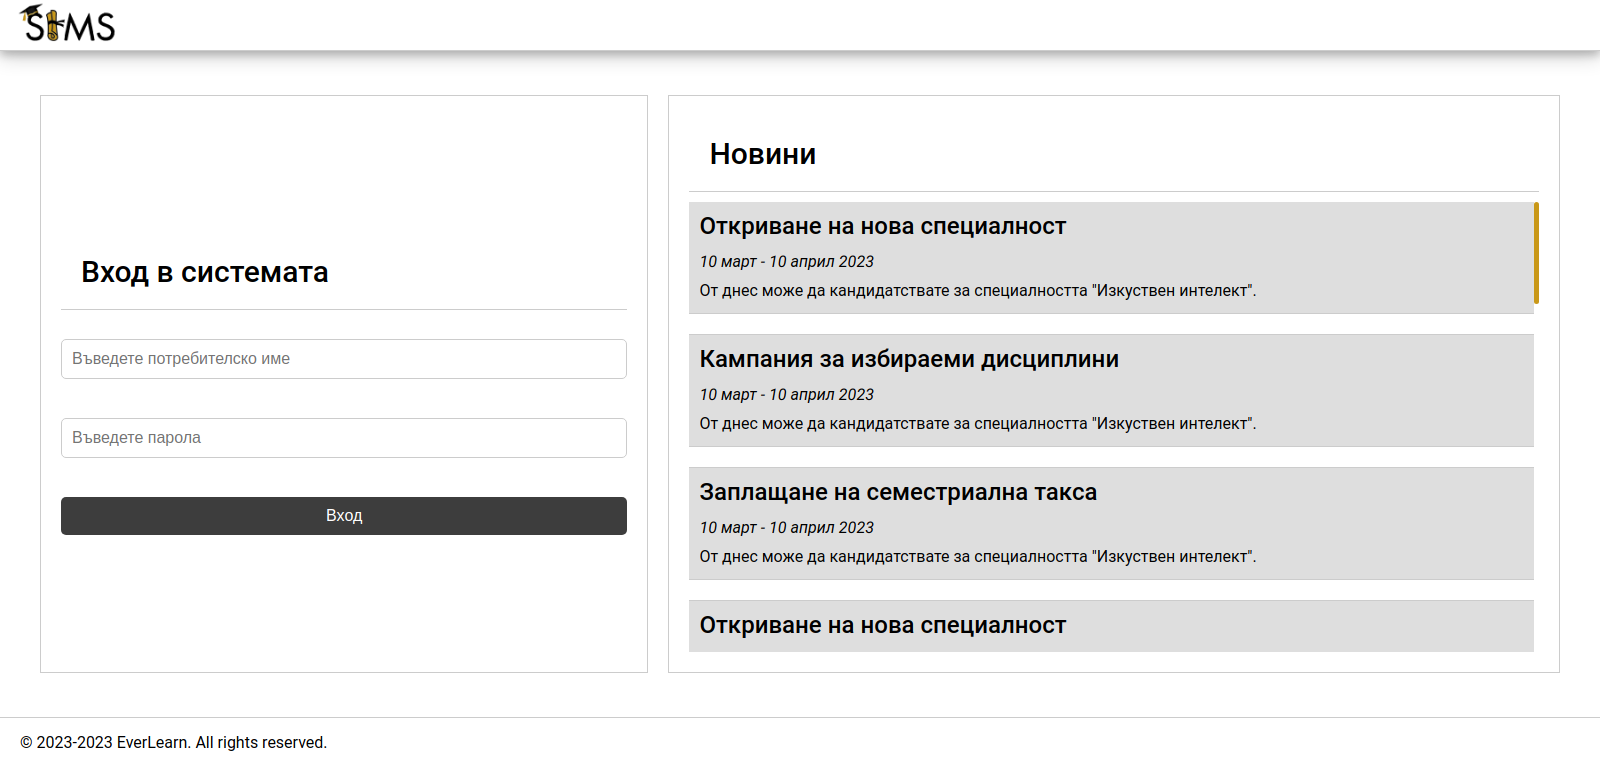 SIMS
Вход в системата
Въведете потребителско име
Въведете парола
Вход
Новини
Откриване на нова специалност
10 март - 10 април 2023
От днес може да кандидатствате за специалността "Изкуствен интелект".
Кампания за избираеми дисциплини
10 март - 10 април 2023
От днес може да кандидатствате за специалността "Изкуствен интелект".
Заплащане на семестриална такса
10 март - 10 април 2023
От днес може да кандидатствате за специалността "Изкуствен интелект".
Откриване на нова специалност
© 2023-2023 EverLearn. All rights reserved.